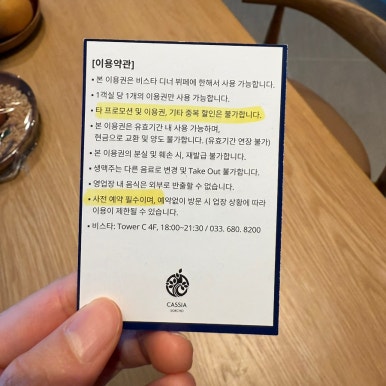 [이용약관]
• 본 이용권은 비스타 디너 뷔페에 한해서 사용 가능합니다.
• 1객실 당 1개의 이용권만 사용 가능합니다.
• 타 프로모션 및 이용권, 기타 중복 할인은 불가합니다.
• 본 이용권은 유효기간 내 사용 가능하며,
현금으로 교환 및 양도 불가합니다. (유효기간 연장 불가)
• 본 이용권의 분실 및 훼손 시, 재발급 불가합니다.
• 생맥주는 다른 음료로 변경 및 Take Out 불가합니다.
• 영업장 내 음식은 외부로 반출할 수 없습니다.
• 사전 예약 필수이며, 예약없이 방문 시 업장 상황에 따라
이용이 제한될 수 있습니다.
• 비스타: Tower C 4F, 18:00~21:30 / 033. 680. 8200
CASSIA
SOKCHO